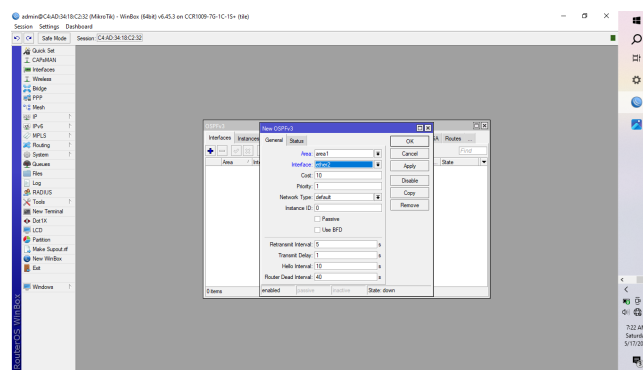 admin@C4:AD:34:18:C2:32 (MikroTik) - WinBox (64bit) v6.45.3 on CCR1009-7G-1C-1S+ (tile)
Session Settings Dashboard
Safe Mode Session: C4:AD:34:18:C2:32
Quick Set
CAPsMAN
Interfaces
Wireless
Bridge
PPP
Mesh
IP
IPv6
MPLS
Routing
System
Queues
Files
Log
RADIUS
Tools
New Terminal
Dot1X
LCD
Partition
Make Supout.rif
New WinBox
Exit
Windows
RouterOS WinBox
OSPFv3
Interfaces Instances Routes ...
Find
Area State
0 items
New OSPFv3
General Status
Area: area1
Interface: ether2
Cost: 10
Priority: 1
Network Type: default
Instance ID: 0
Passive
Use BFD
Retransmit Interval: 5 s
Transmit Delay: 1 s
Hello Interval: 10 s
Router Dead Interval: 40 s
OK
Cancel
Apply
Disable
Copy
Remove
enabled passive inactive State: down
7:22 AM